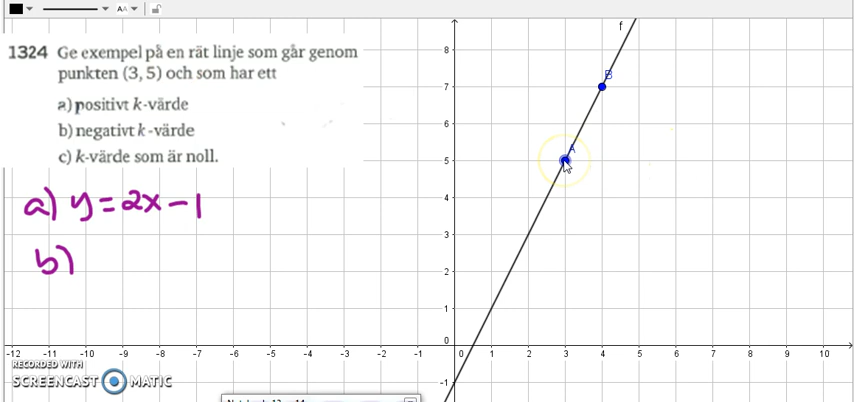 AA
f
1324 Ge exempel på en rät linje som går genom
punkten (3, 5) och som har ett
a) positivt k-värde
b) negativt k-värde
c) k-värde som är noll.
a) y = 2x - 1
b)
B
A
8
7
6
5
4
3
2
1
0
-1
-12 -11 -10 -9 -8 -7 -6 -5 -4 -3 -2 -1 0 1 2 3 4 5 6 7 8 9 10
RECORDED WITH
SCREENCAST MATIC